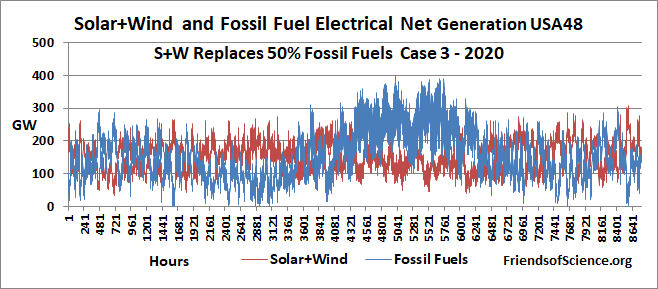 Solar+Wind and Fossil Fuel Electrical Net Generation USA48
S+W Replaces 50% Fossil Fuels Case 3 - 2020
500
400
300
GW
200
100
0
1 241 481 721 961 1201 1441 1681 1921 2161 2401 2641 2881 3121 3361 3601 3841 4081 4321 4561 4801 5041 5281 5521 5761 6001 6241 6481 6721 6961 7201 7441 7681 7921 8161 8401 8641
Hours
Solar+Wind
Fossil Fuels
FriendsofScience.org